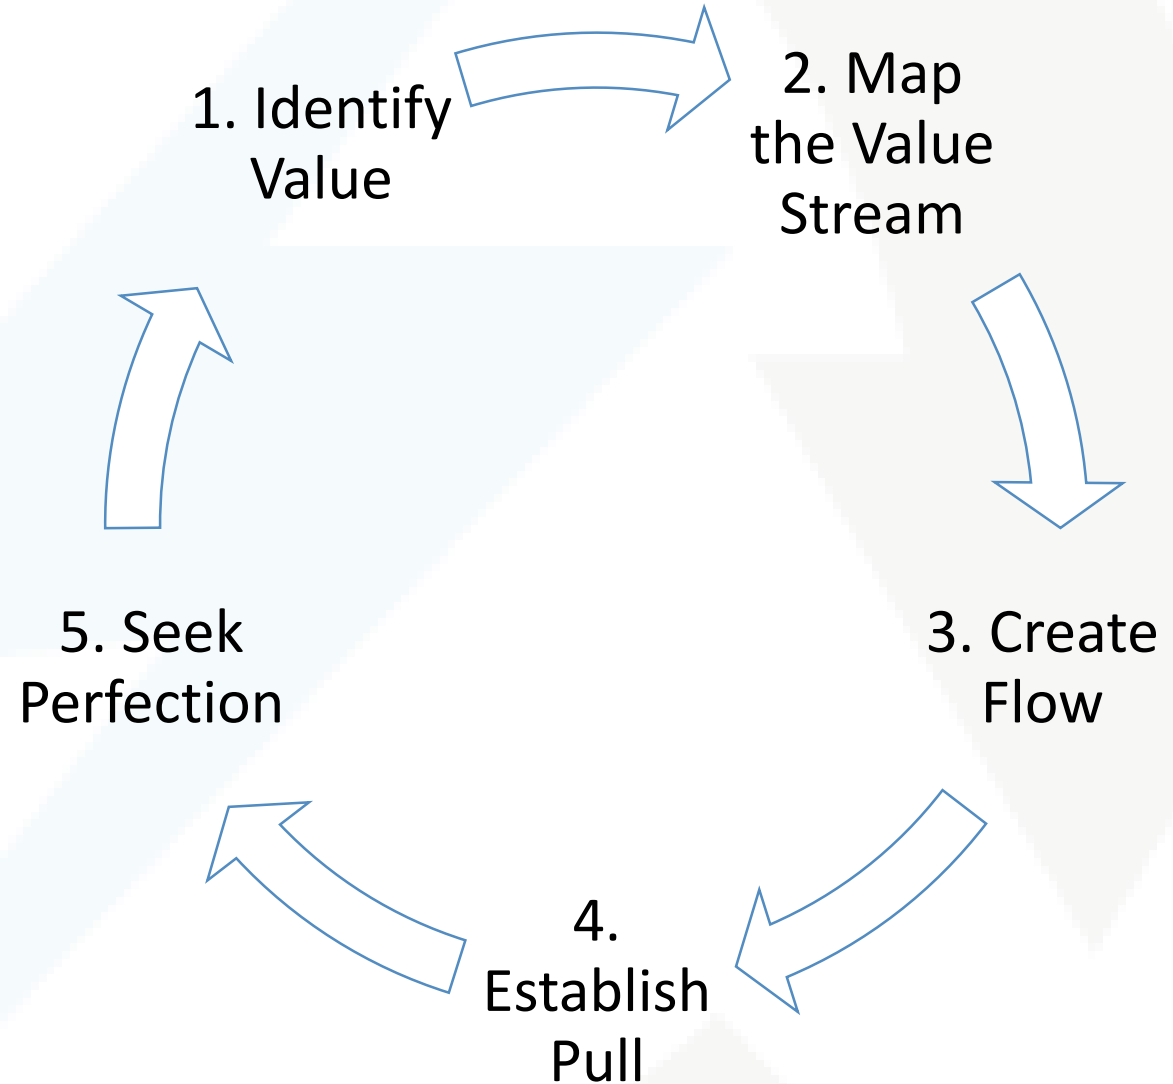 1. Identify
Value
2. Map
the Value
Stream
3. Create
Flow
4.
Establish
Pull
5. Seek
Perfection